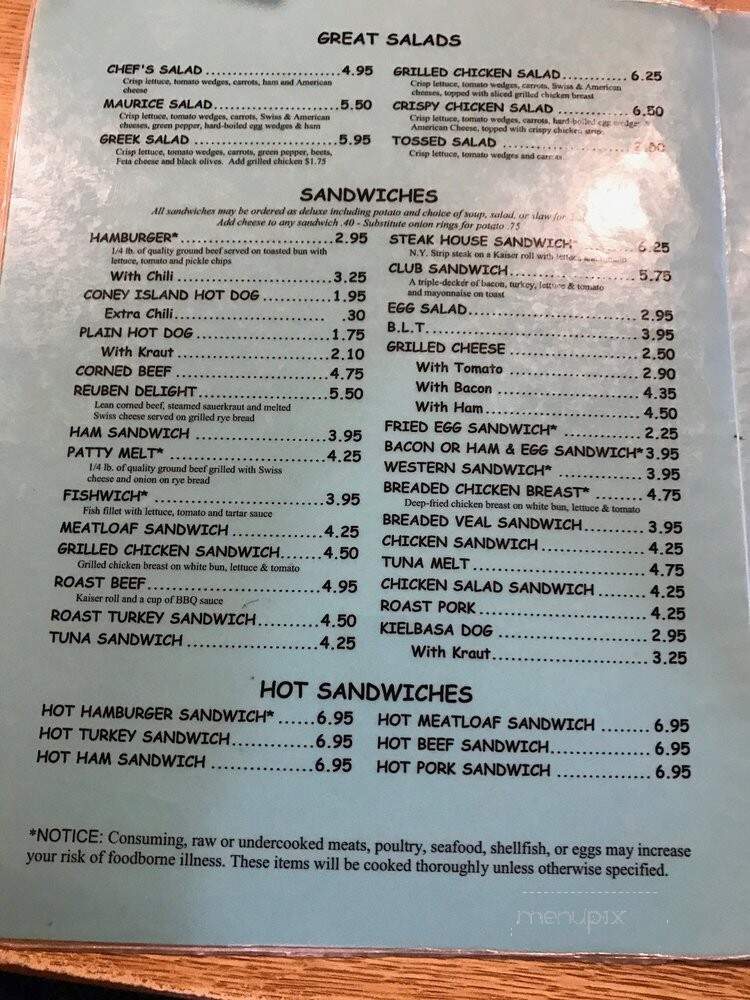 GREAT SALADS
CHEF'S SALAD ........................ 4.95
Crisp lettuce, tomato wedges, carrots, ham and American
cheese
MAURICE SALAD........................ 5.50
Crisp lettuce, tomato wedges, carrots, Swiss & American
cheeses, green pepper, hard-boiled egg wedges & ham
GREEK SALAD ........................ 5.95
Crisp lettuce, tomato wedges, carrots, green pepper, beets,
Feta cheese and black olives. Add grilled chicken $1.75
GRILLED CHICKEN SALAD........... 6.25
Crisp lettuce, tomato wedges, carrots, Swiss & American
cheeses, topped with sliced grilled chicken breast
CRISPY CHICKEN SALAD ............ 6.50
Crisp lettuce, tomato wedges, carrots, hard-boiled egg wedges &
American Cheese, topped with crispy chicken strip
TOSSED SALAD ........................
Crisp lettuce, tomato wedges and carrots
SANDWICHES
All sandwiches may be ordered as deluxe including potato and choice of soup, salad, or slaw for
Add cheese to any sandwich .40 - Substitute onion rings for potato .75
HAMBURGER*........................2.95
1/4 lb. of quality ground beef served on toasted bun with
lettuce, tomato and pickle chips
With Chili ........................3.25
CONEY ISLAND HOT DOG ............1.95
Extra Chili........................ .30
PLAIN HOT DOG ........................1.75
With Kraut ........................2.10
CORNED BEEF ........................4.75
REUBEN DELIGHT........................5.50
Lean corned beef, steamed sauerkraut and melted
Swiss cheese served on grilled rye bread
HAM SANDWICH ........................3.95
PATTY MELT* ........................4.25
1/4 lb. of quality ground beef grilled with Swiss
cheese and onion on rye bread
FISHWICH* ........................3.95
Fish fillet with lettuce, tomato and tartar sauce
MEATLOAF SANDWICH ............4.25
GRILLED CHICKEN SANDWICH......4.50
Grilled chicken breast on white bun, lettuce & tomato
ROAST BEEF........................4.95
Kaiser roll and a cup of BBQ sauce
ROAST TURKEY SANDWICH.........4.50
TUNA SANDWICH ........................4.25
STEAK HOUSE SANDWICH* 6.25
N.Y. Strip steak on a Kaiser roll with lettuce and tomato
CLUB SANDWICH........................5.75
A triple-decker of bacon, turkey, lettuce & tomato
and mayonnaise on toast
EGG SALAD........................2.95
B.L.T........................3.95
GRILLED CHEESE ........................2.50
With Tomato ........................2.90
With Bacon ........................4.35
With Ham........................4.50
FRIED EGG SANDWICH* ............2.25
BACON OR HAM & EGG SANDWICH*3.95
WESTERN SANDWICH* ............3.95
BREADED CHICKEN BREAST* .......4.75
Deep-fried chicken breast on white bun, lettuce & tomato
BREADED VEAL SANDWICH.........3.95
CHICKEN SANDWICH................4.25
TUNA MELT ........................4.75
CHICKEN SALAD SANDWICH ......4.25
ROAST PORK........................4.25
KIELBASA DOG ........................2.95
With Kraut........................3.25
HOT SANDWICHES
HOT HAMBURGER SANDWICH* ......6.95
HOT TURKEY SANDWICH............6.95
HOT HAM SANDWICH ...............6.95
HOT MEATLOAF SANDWICH ........6.95
HOT BEEF SANDWICH...............6.95
HOT PORK SANDWICH ..............6.95
*NOTICE: Consuming, raw or undercooked meats, poultry, seafood, shellfish, or eggs may increase
your risk of foodborne illness. These items will be cooked thoroughly unless otherwise specified.
menupix